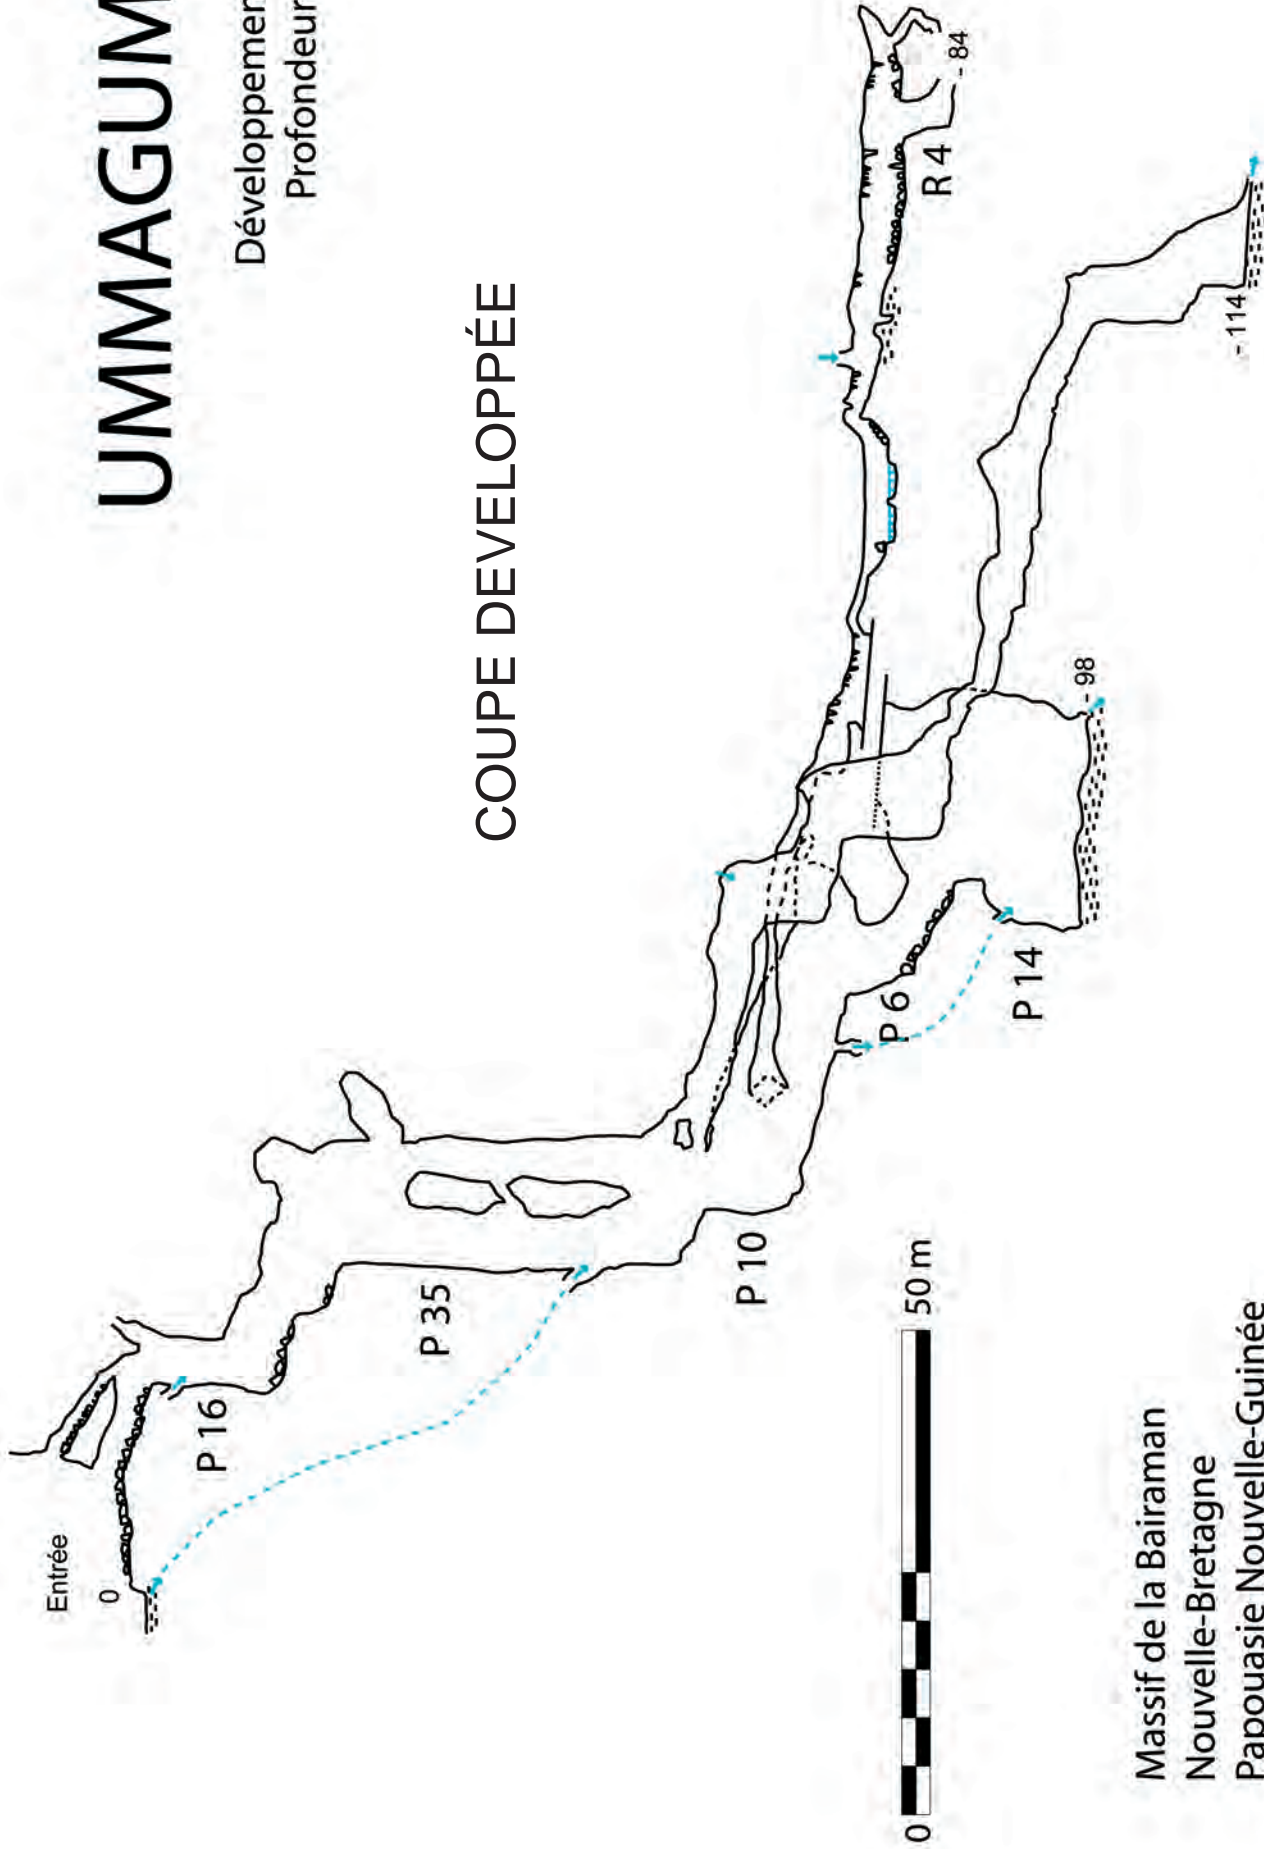 UMMAGUM
Développemen
Profondeur
COUPE DEVELOPPÉE
Entrée
0
P 16
P 35
P 10
P 6
P 14
R 4
- 84
- 98
- 114
0 50 m
Massif de la Bairaman
Nouvelle-Bretagne
Papouasie Nouvelle-Guinée